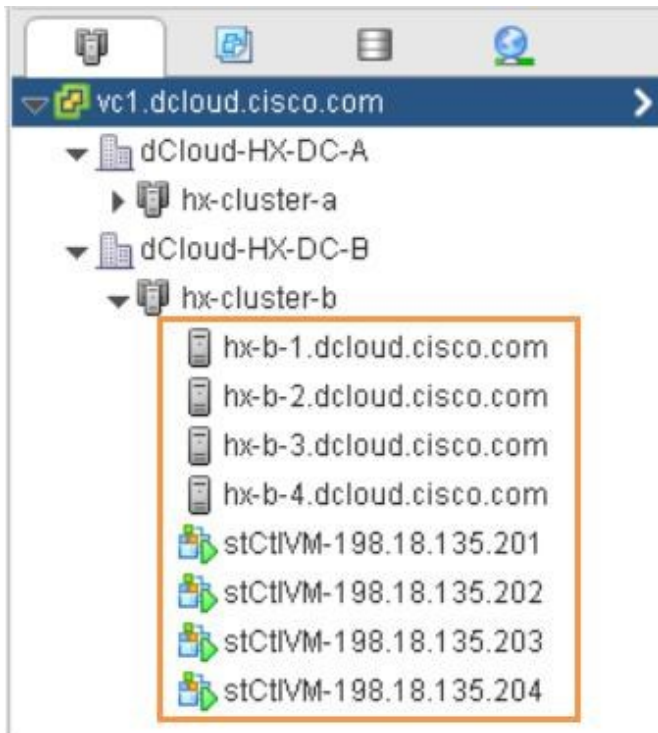 vc1.dcloud.cisco.com
dCloud-HX-DC-A
hx-cluster-a
dCloud-HX-DC-B
hx-cluster-b
hx-b-1.dcloud.cisco.com
hx-b-2.dcloud.cisco.com
hx-b-3.dcloud.cisco.com
hx-b-4.dcloud.cisco.com
stCtlVM-198.18.135.201
stCtlVM-198.18.135.202
stCtlVM-198.18.135.203
stCtlVM-198.18.135.204